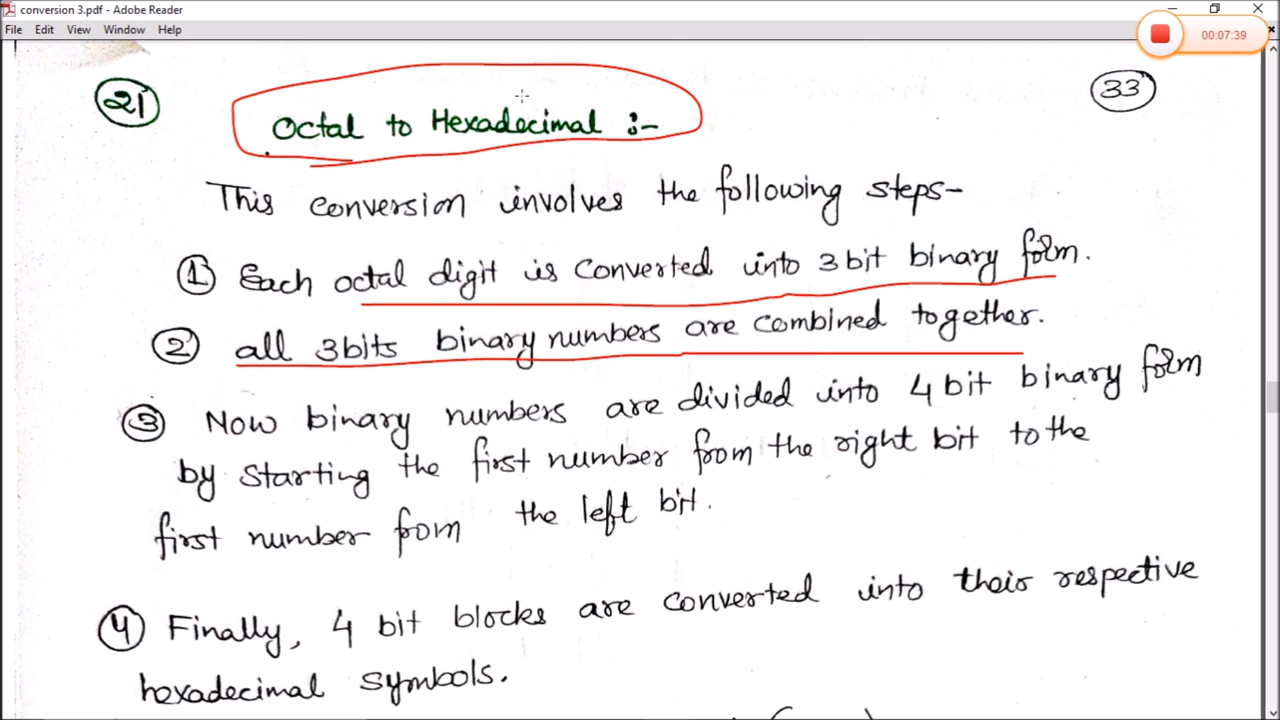 conversion 3.pdf - Adobe Reader
File Edit View Window Help
00:07:39
21
33
Octal to Hexadecimal :-
This conversion involves the following steps-
1 Each octal digit is converted into 3 bit binary form.
2 all 3bits binary numbers are combined together.
3 Now binary numbers are divided into 4 bit binary form
by starting the first number from the right bit to the
first number from the left bit.
4 Finally, 4 bit blocks are converted into their respective
hexadecimal symbols.